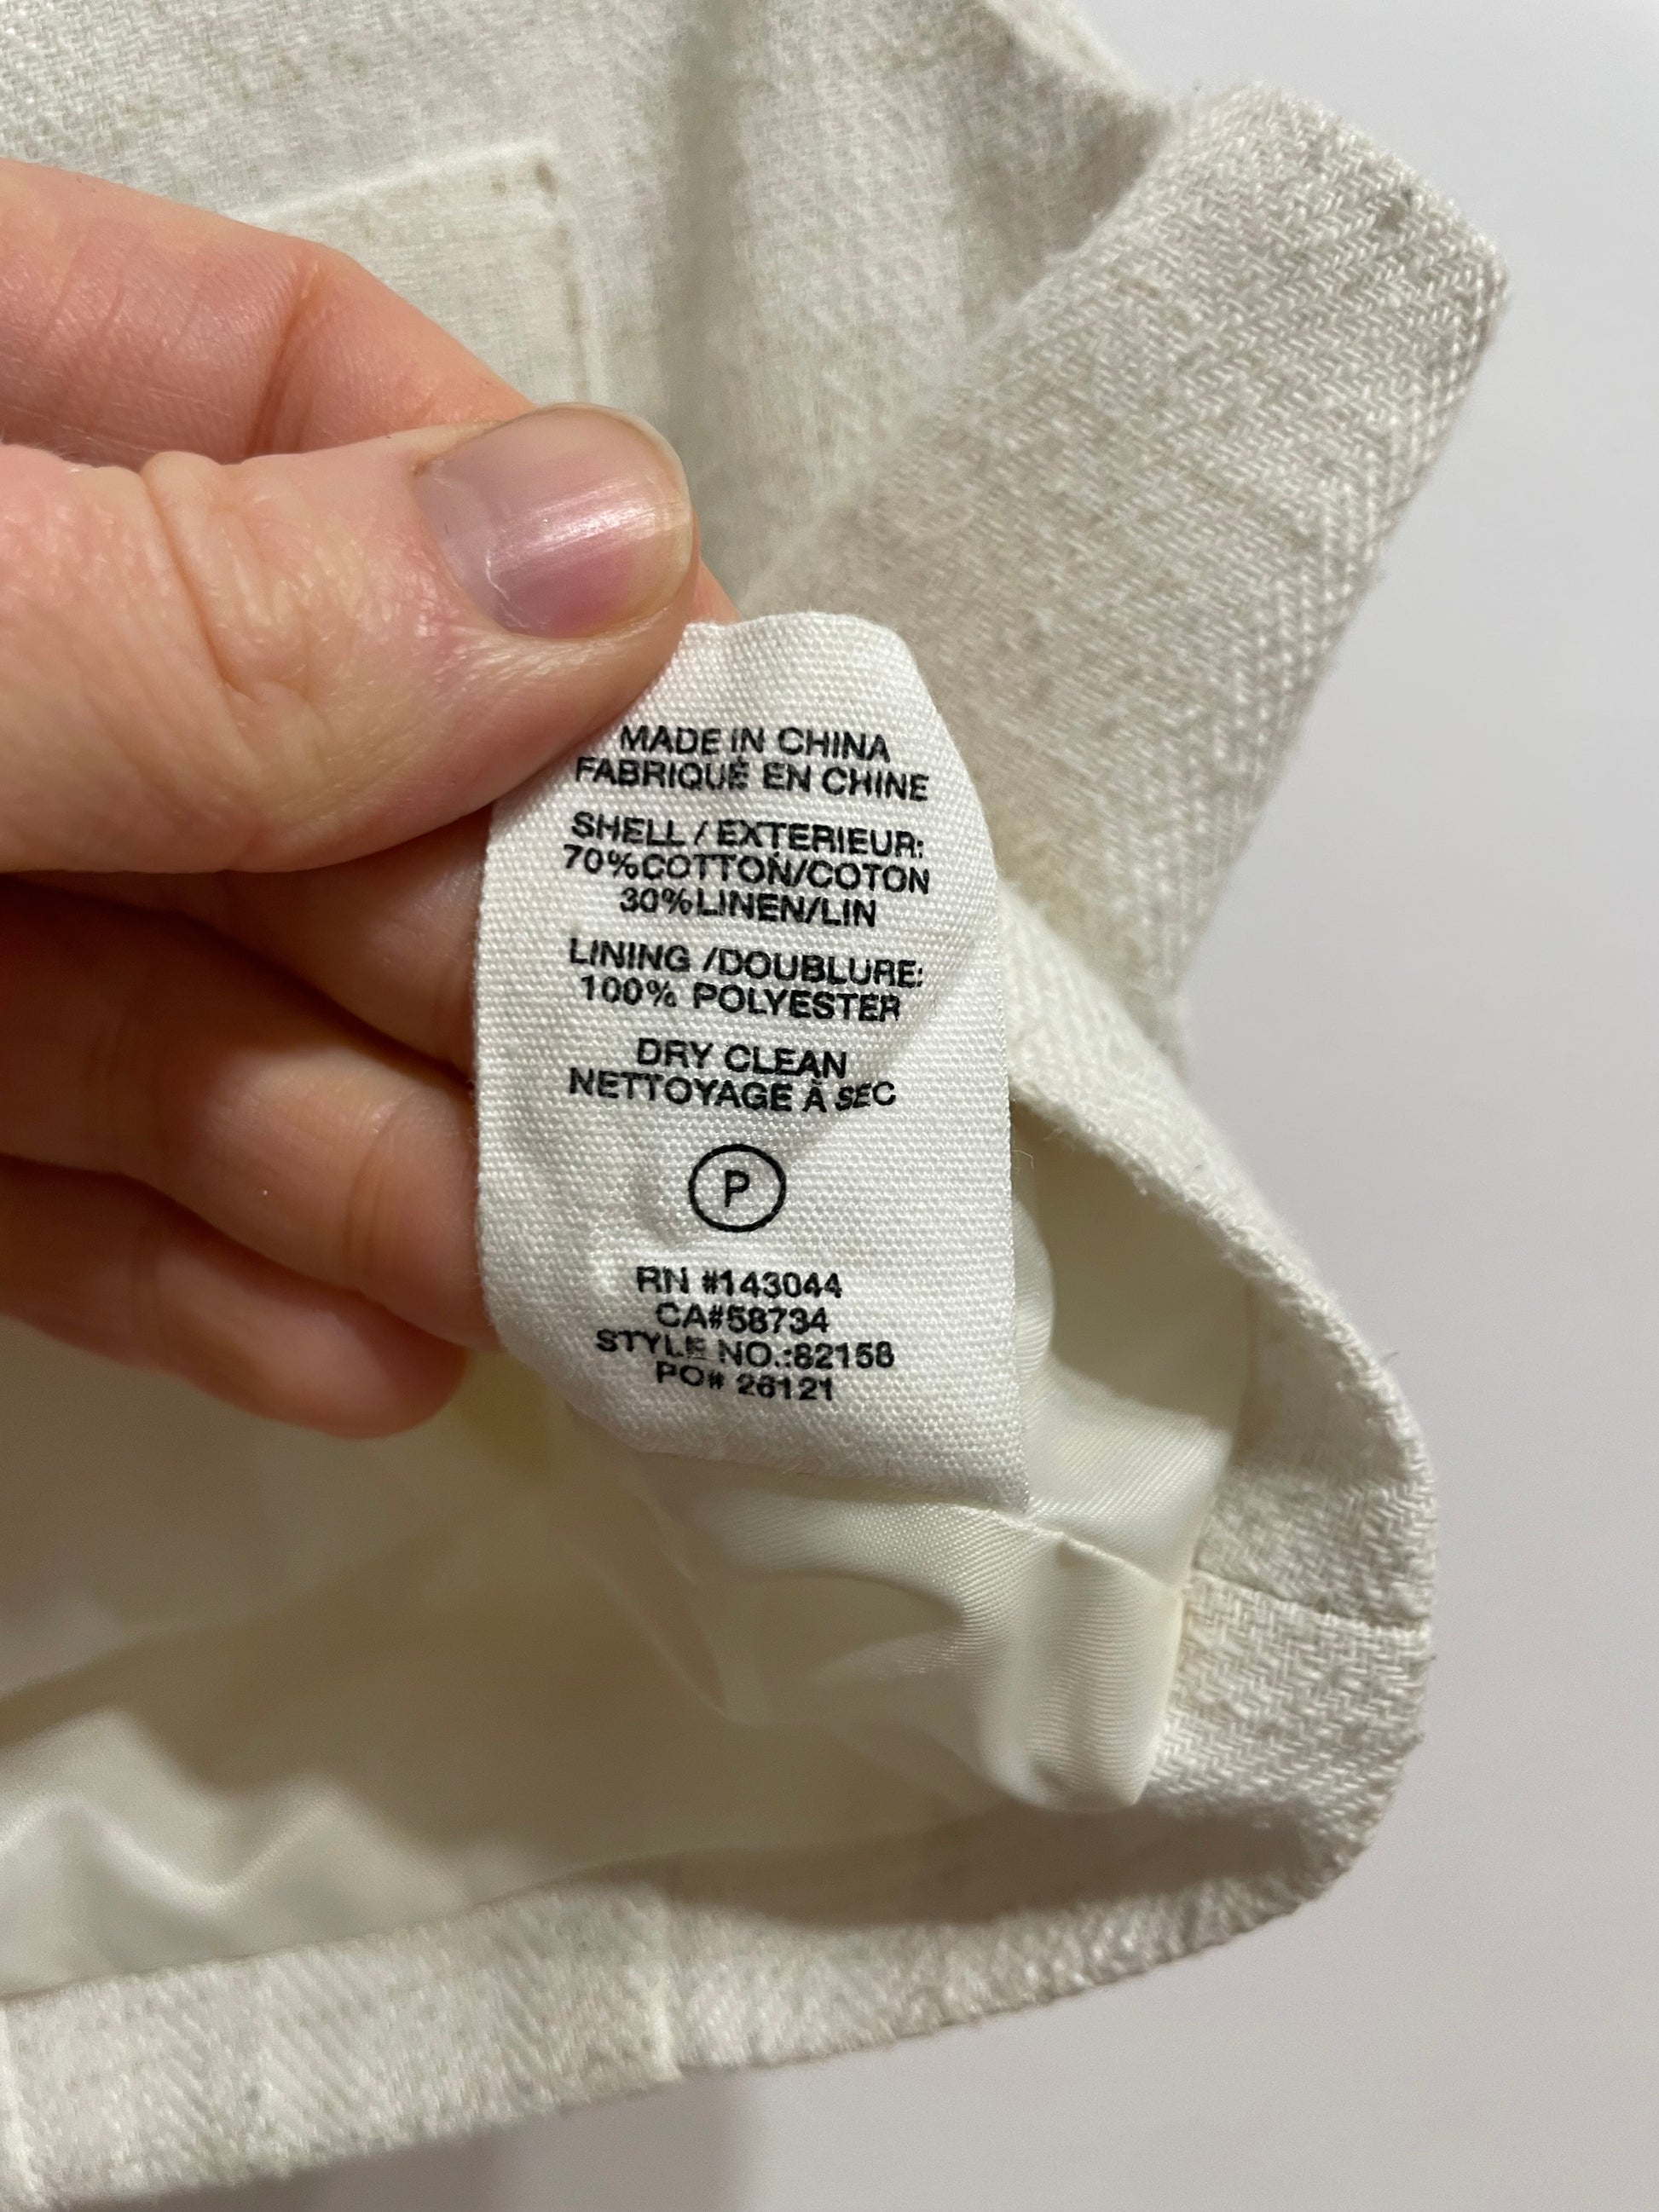 MADE IN CHINA
FABRIQUÉ EN CHINE
SHELL / EXTERIEUR:
70%COTTON/COTON
30%LINEN/LIN
LINING /DOUBLURE:
100% POLYESTER
DRY CLEAN
NETTOYAGE À SEC
P
RN #143044
CA#58734
STYLE NO.:82158
PO# 26121